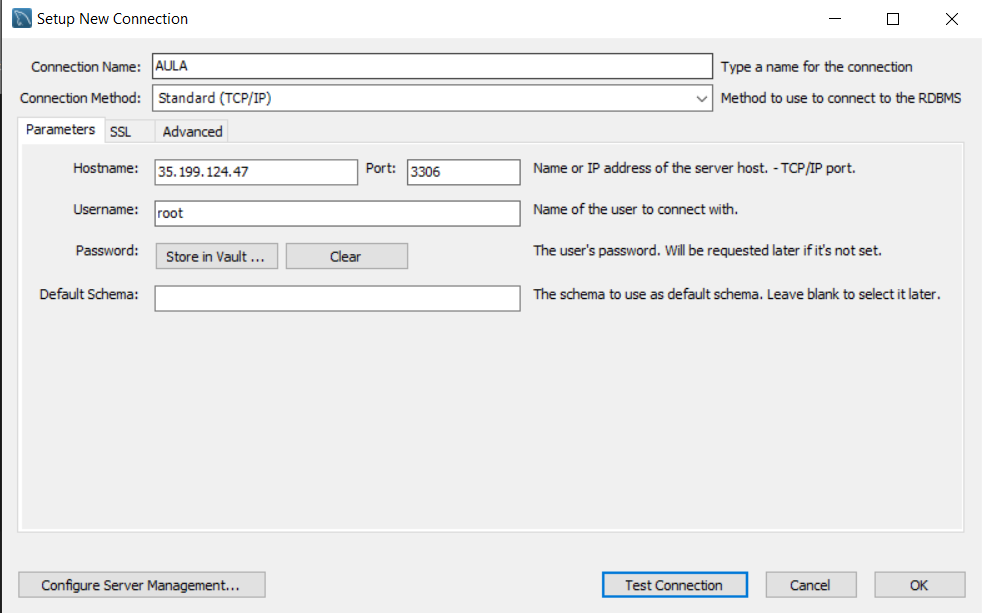 Setup New Connection
Connection Name: AULA Type a name for the connection
Connection Method: Standard (TCP/IP) Method to use to connect to the RDBMS
Parameters SSL Advanced
Hostname: 35.199.124.47 Port: 3306 Name or IP address of the server host. - TCP/IP port.
Username: root Name of the user to connect with.
Password: Store in Vault ... Clear The user's password. Will be requested later if it's not set.
Default Schema: The schema to use as default schema. Leave blank to select it later.
Configure Server Management... Test Connection Cancel OK